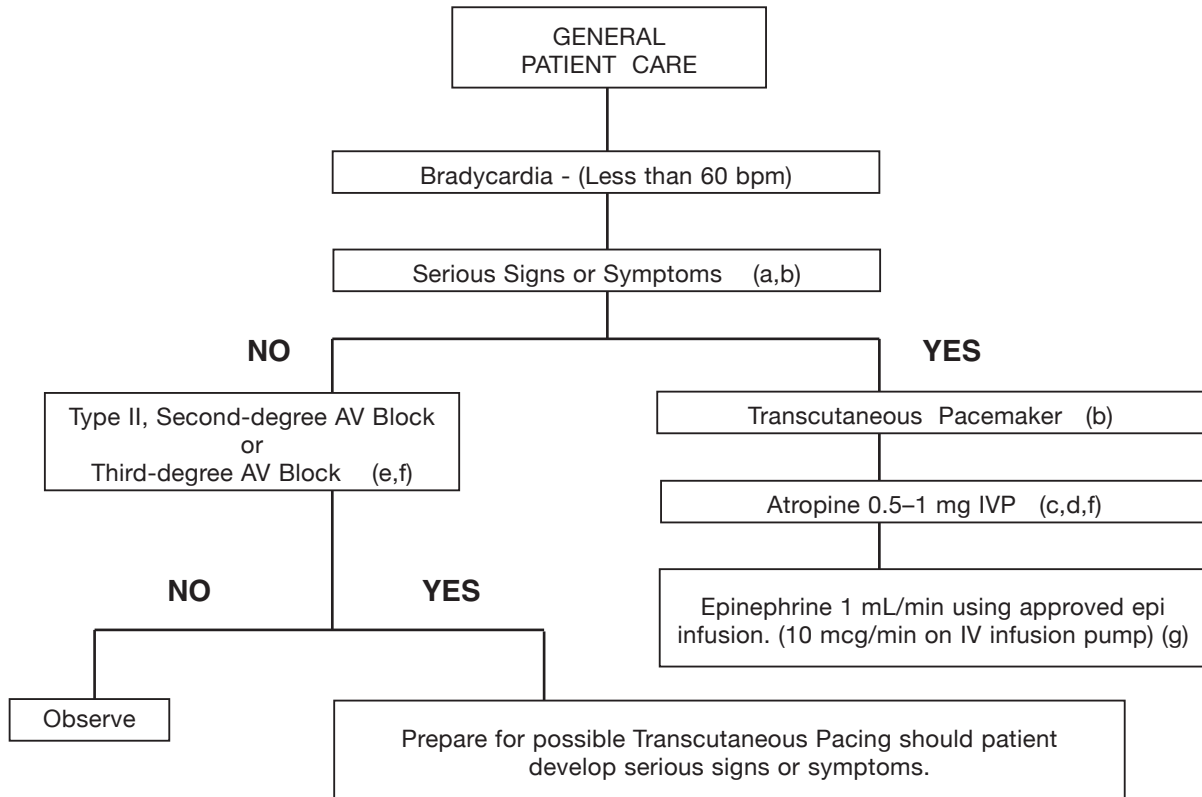 GENERAL
PATIENT CARE
Bradycardia - (Less than 60 bpm)
Serious Signs or Symptoms (a,b)
NO
YES
Type II, Second-degree AV Block
or
Third-degree AV Block (e,f)
Transcutaneous Pacemaker (b)
Atropine 0.5–1 mg IVP (c,d,f)
NO
YES
Epinephrine 1 mL/min using approved epi
infusion. (10 mcg/min on IV infusion pump) (g)
Observe
Prepare for possible Transcutaneous Pacing should patient
develop serious signs or symptoms.